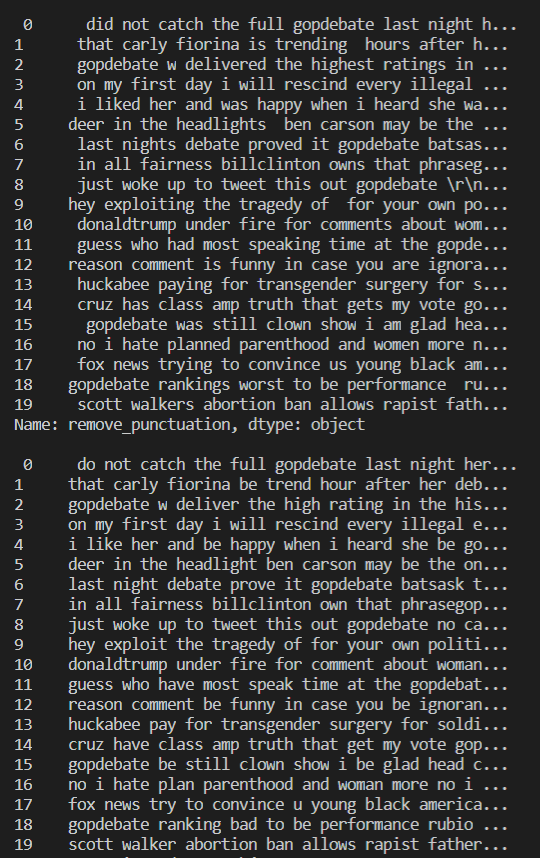 0 did not catch the full gopdebate last night h...
1 that carly fiorina is trending hours after h...
2 gopdebate w delivered the highest ratings in ...
3 on my first day i will rescind every illegal ...
4 i liked her and was happy when i heard she wa...
5 deer in the headlights ben carson may be the ...
6 last nights debate proved it gopdebate batsas...
7 in all fairness billclinton owns that phraseg...
8 just woke up to tweet this out gopdebate \r\n...
9 hey exploiting the tragedy of for your own po...
10 donaldtrump under fire for comments about wom...
11 guess who had most speaking time at the gopde...
12 reason comment is funny in case you are ignora...
13 huckabee paying for transgender surgery for s...
14 cruz has class amp truth that gets my vote go...
15 gopdebate was still clown show i am glad hea...
16 no i hate planned parenthood and women more n...
17 fox news trying to convince us young black am...
18 gopdebate rankings worst to be performance ru...
19 scott walkers abortion ban allows rapist fath...
Name: remove_punctuation, dtype: object
0 do not catch the full gopdebate last night her...
1 that carly fiorina be trend hour after her deb...
2 gopdebate w deliver the high rating in the his...
3 on my first day i will rescind every illegal e...
4 i like her and be happy when i heard she be go...
5 deer in the headlight ben carson may be the on...
6 last night debate prove it gopdebate batsask t...
7 in all fairness billclinton own that phrasegop...
8 just woke up to tweet this out gopdebate no ca...
9 hey exploit the tragedy of for your own politi...
10 donaldtrump under fire for comment about woman...
11 guess who have most speak time at the gopdebat...
12 reason comment be funny in case you be ignoran...
13 huckabee pay for transgender surgery for soldi...
14 cruz have class amp truth that get my vote gop...
15 gopdebate be still clown show i be glad head c...
16 no i hate plan parenthood and woman more no i ...
17 fox news try to convince u young black america...
18 gopdebate ranking bad to be performance rubio ...
19 scott walker abortion ban allows rapist father...